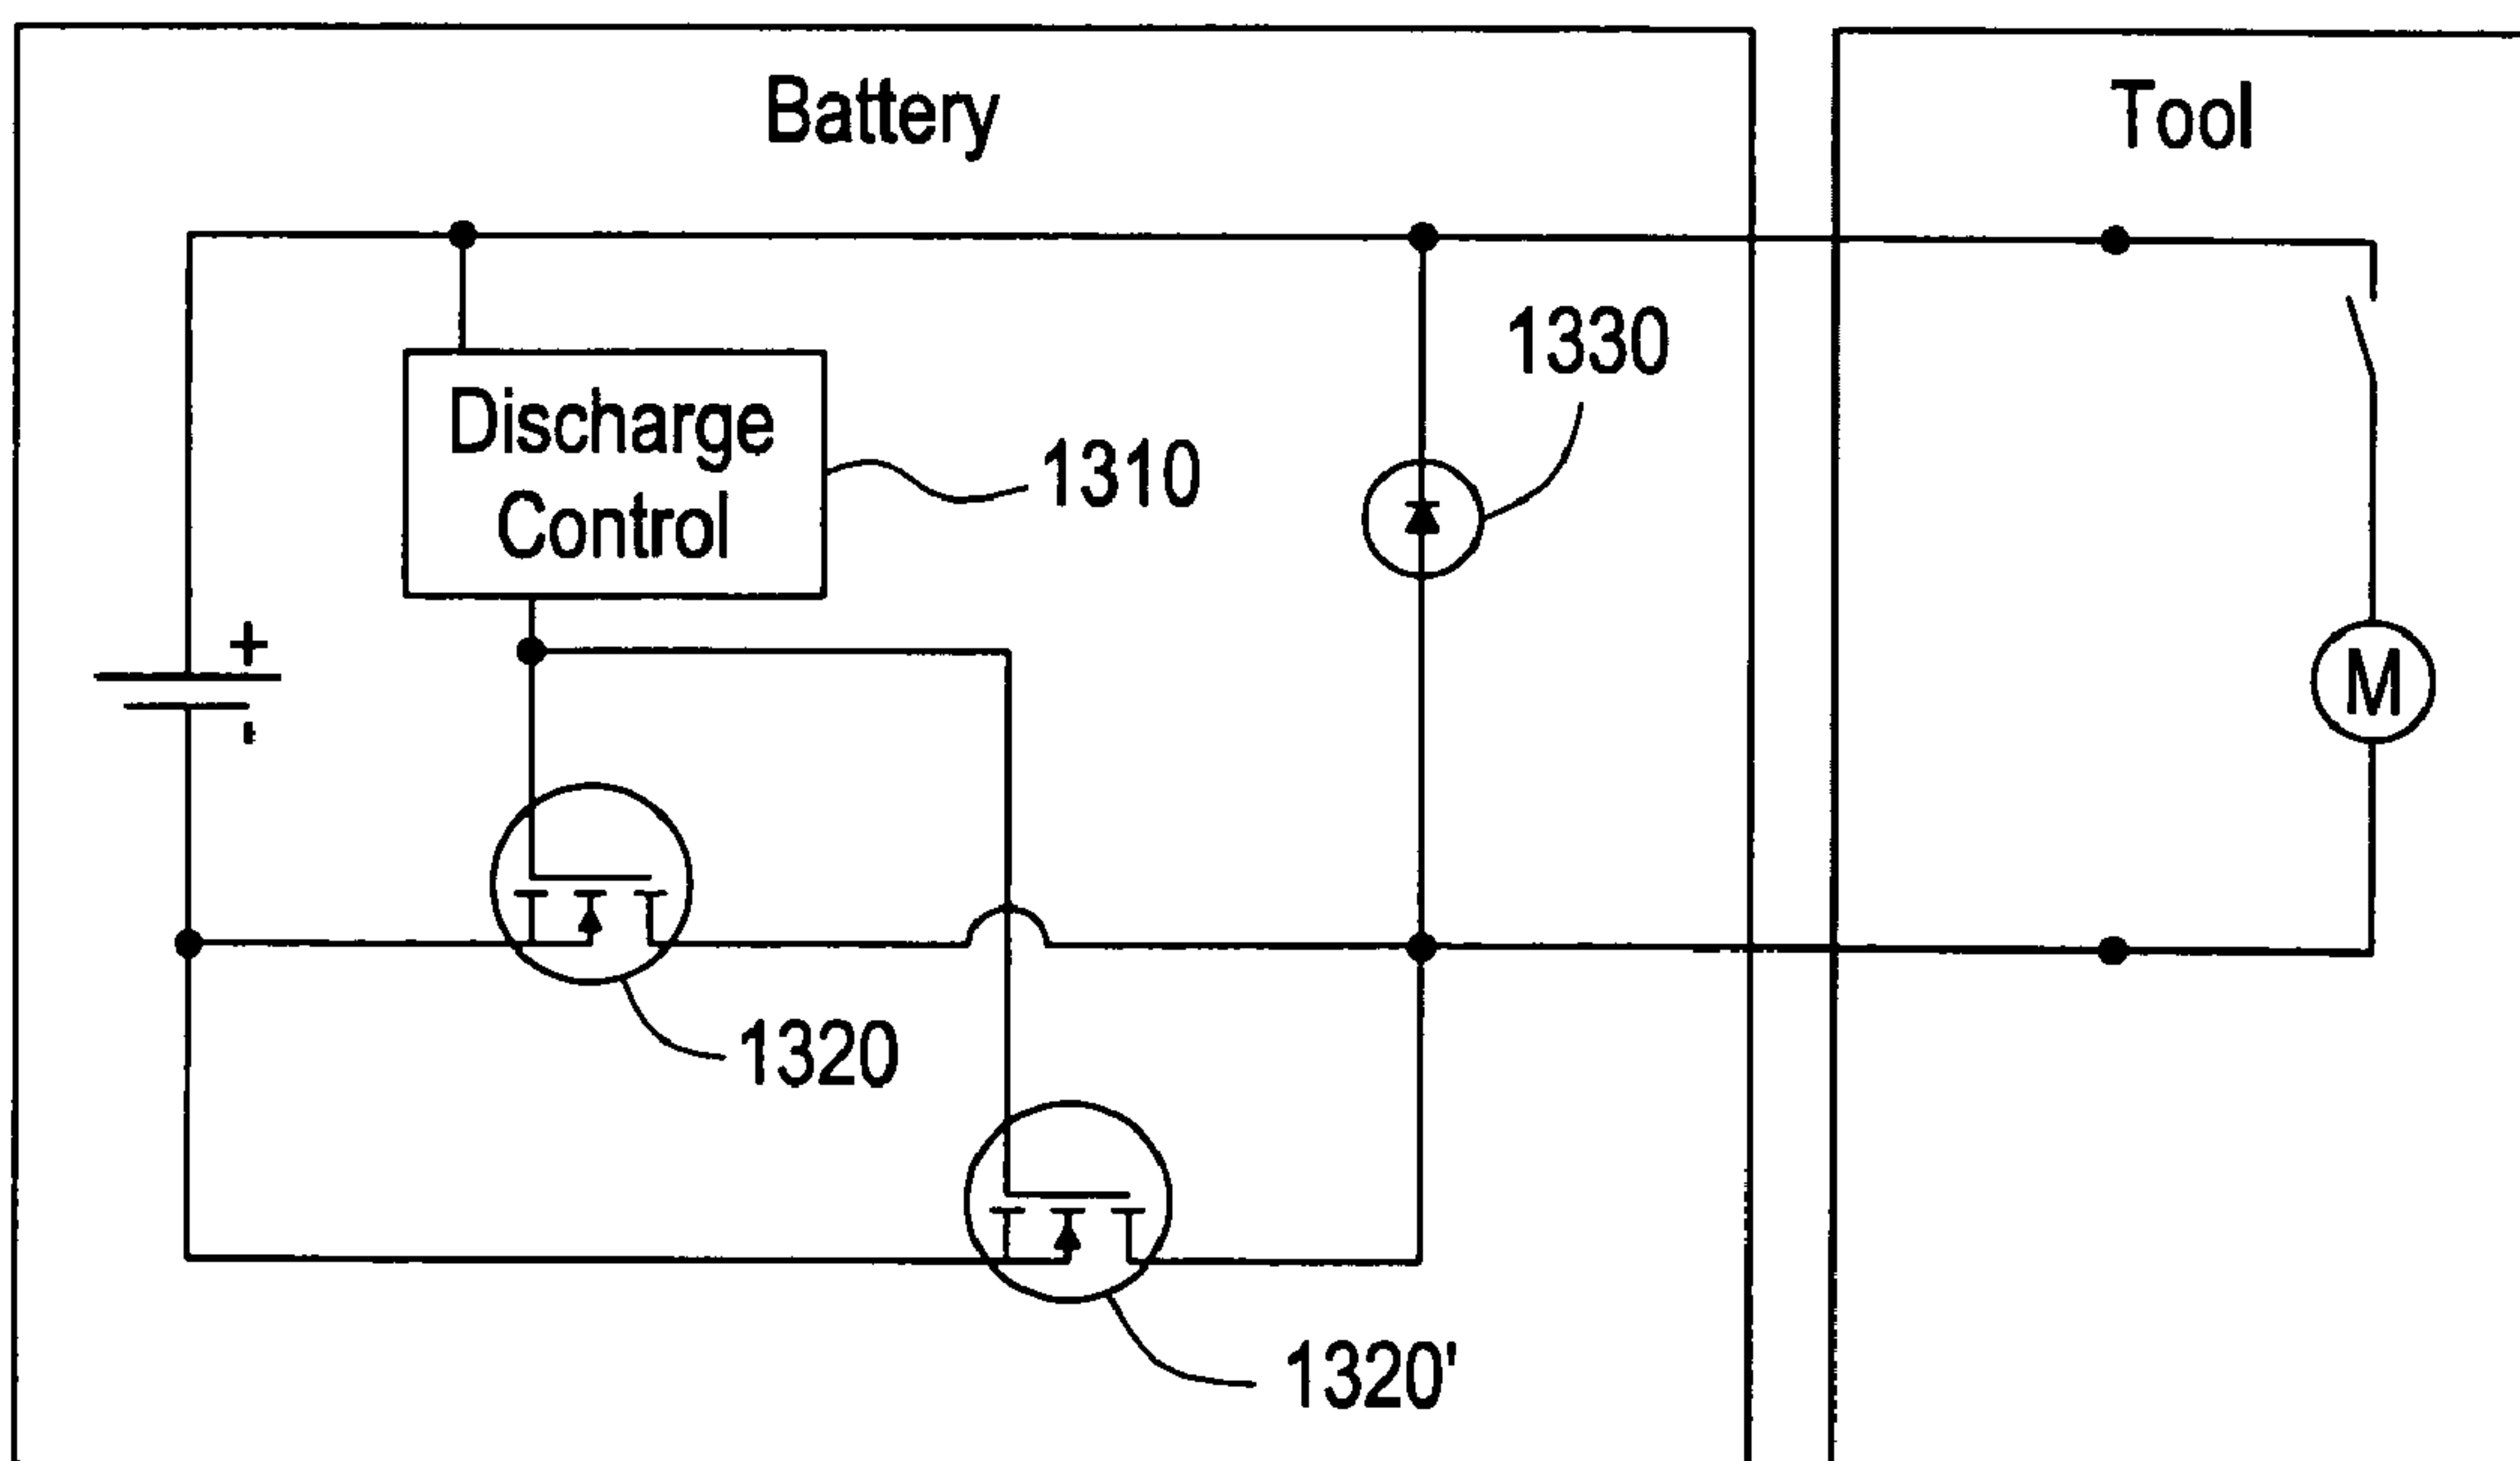 Battery
Tool
1330
Discharge
Control
1310
+
-
M
1320
1320'